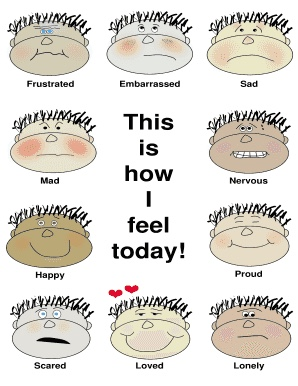 Frustrated
Embarrassed
Sad
This
is
how
I
feel
today!
Mad
Nervous
Happy
Proud
Scared
Loved
Lonely